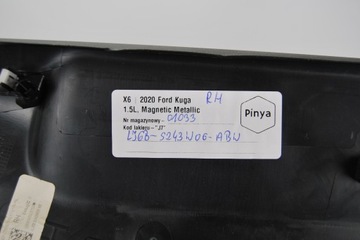 X6 | 2020 Ford Kuga RH
1.5L, Magnetic Metallic
Nr magazynowy - 01033
Kod lakieru - "J7"
LJ6B-S243W06-ABW
Pinya